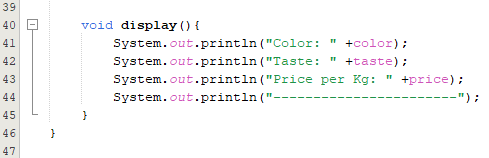 39
40 void display(){
41 System.out.println("Color: " +color);
42 System.out.println("Taste: " +taste);
43 System.out.println("Price per Kg: " +price);
44 System.out.println("-----------------------");
45 }
46 }
47